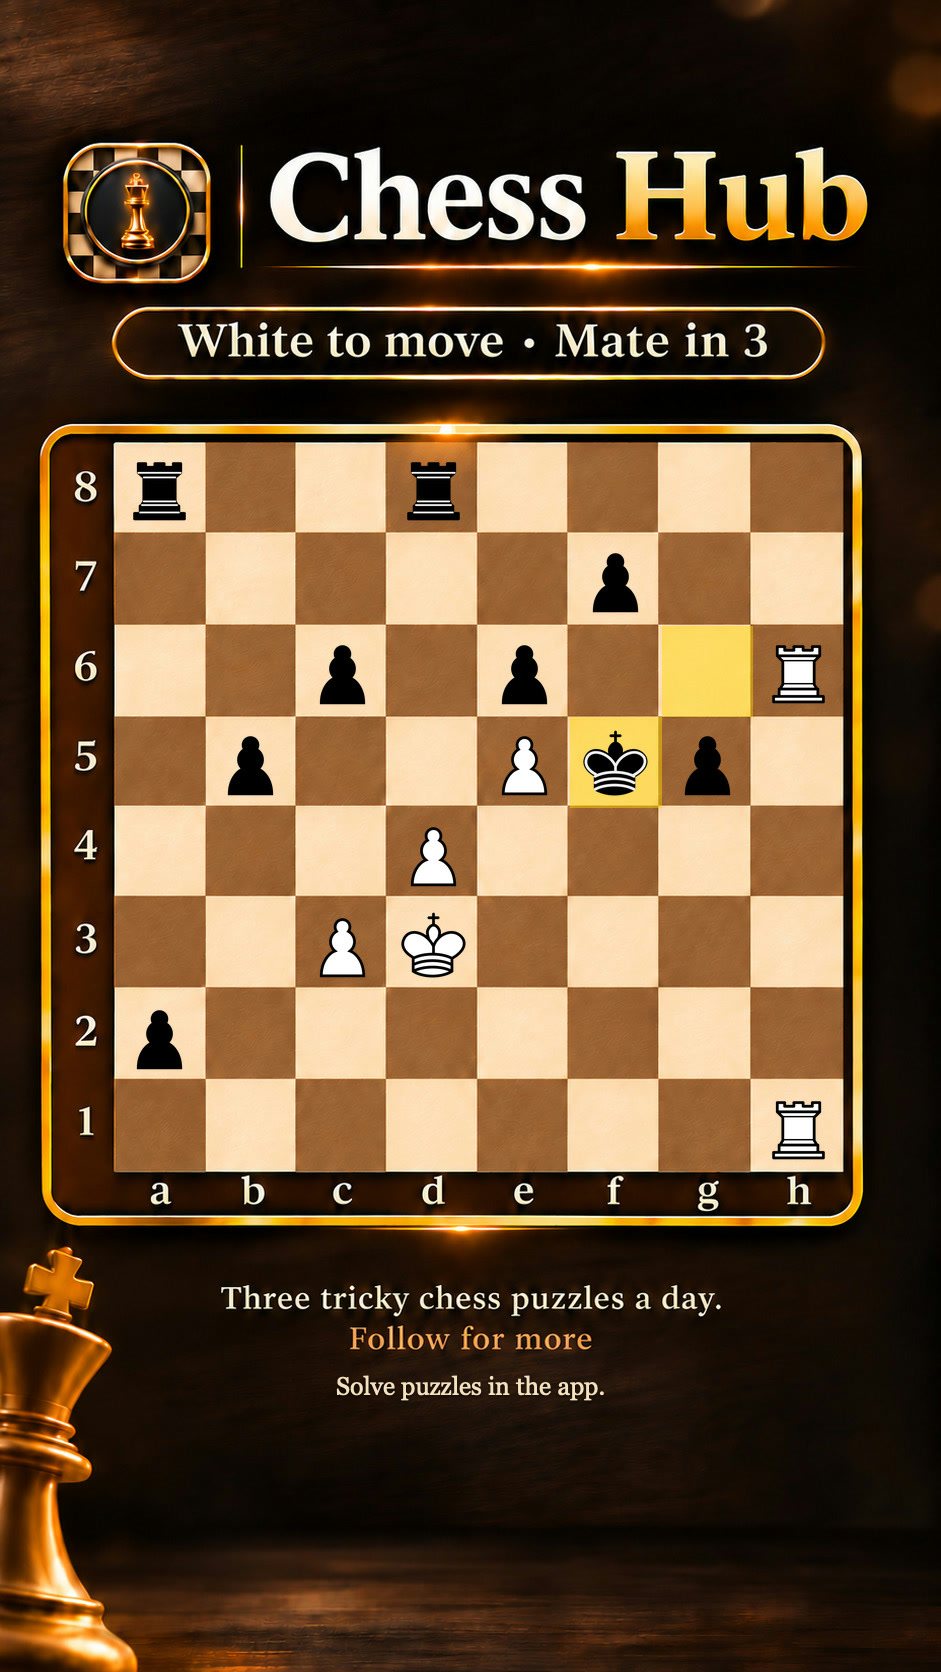 Chess Hub
White to move • Mate in 3
8
7
6
5
4
3
2
1
a b c d e f g h
Three tricky chess puzzles a day.
Follow for more
Solve puzzles in the app.